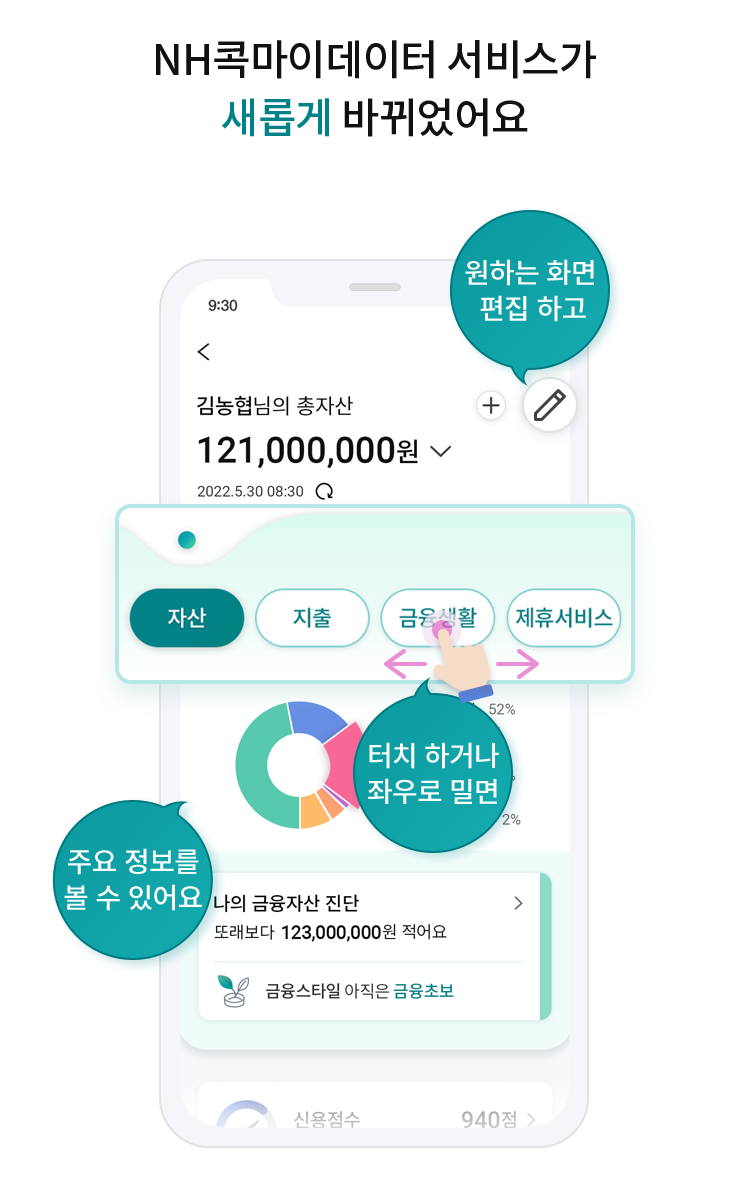 NH콕마이데이터 서비스가
새롭게 바뀌었어요
원하는 화면
편집 하고
9:30
김농협님의 총자산
121,000,000원
2022.5.30 08:30
자산
지출
금융생활
제휴서비스
52%
터치 하거나
좌우로 밀면
%
2%
주요 정보를
볼 수 있어요
나의 금융자산 진단
또래보다 123,000,000원 적어요
금융스타일 아직은 금융초보
신용점수
940점